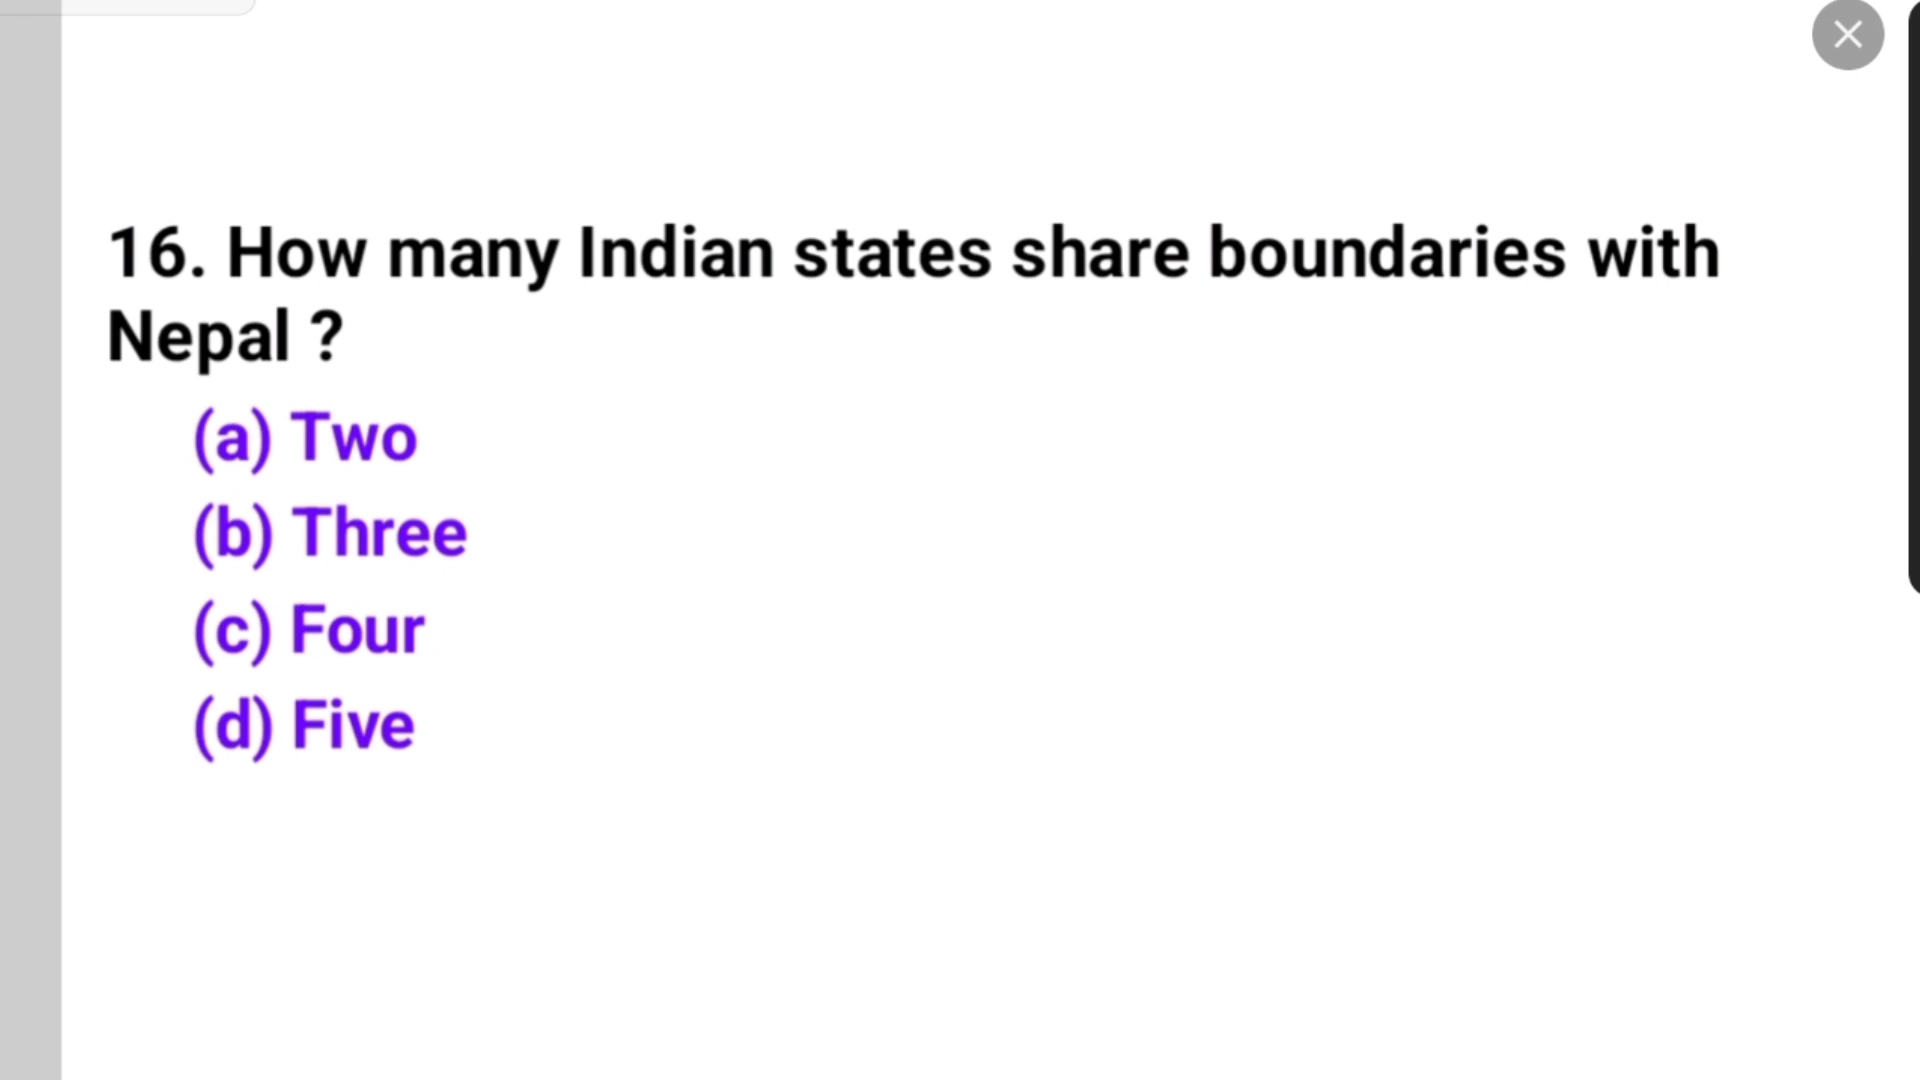 16. How many Indian states share boundaries with
Nepal ?
(a) Two
(b) Three
(c) Four
(d) Five